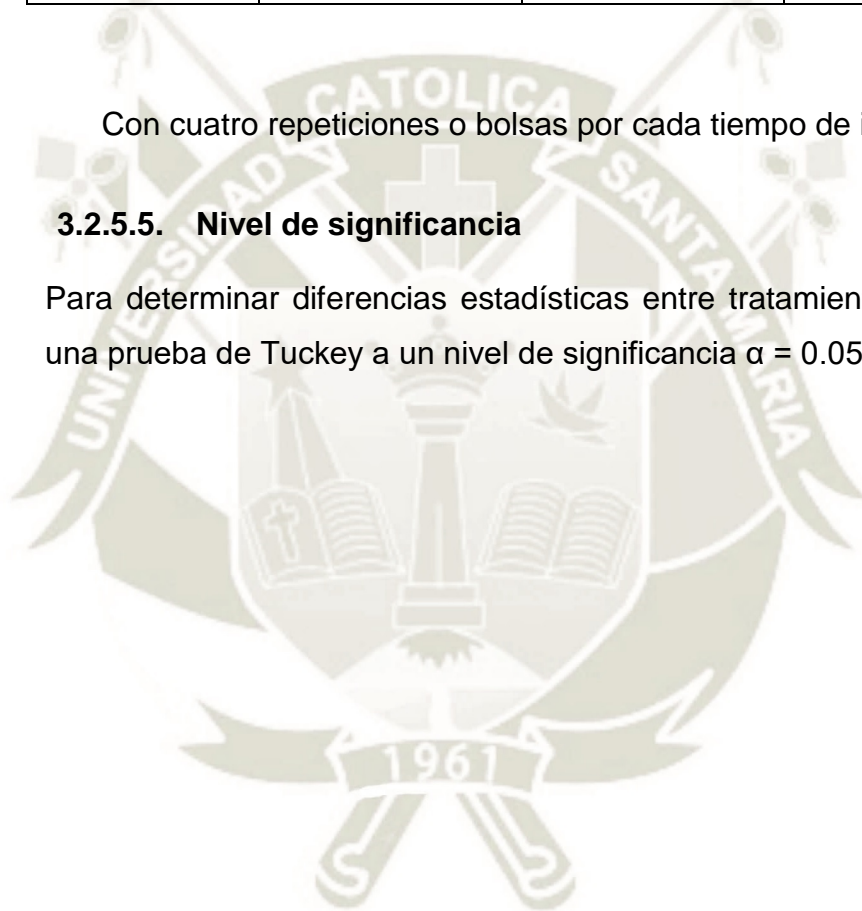 Con cuatro repeticiones o bolsas por cada tiempo de
3.2.5.5. Nivel de significancia
Para determinar diferencias estadísticas entre
una prueba de Tuckey a un nivel de significancia α = 0.05
UNIVERSIDAD CATOLICA SANTA MARIA
1961